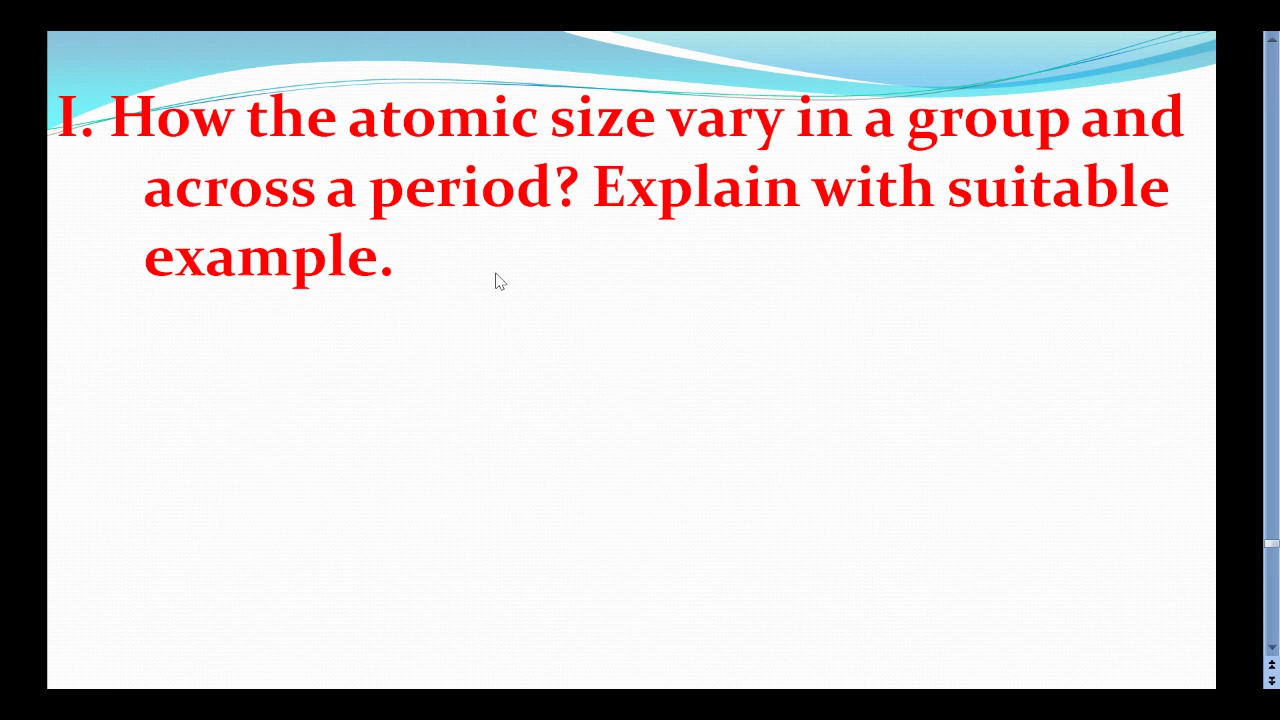 I. How the atomic size vary in a group and
across a period? Explain with suitable
example.